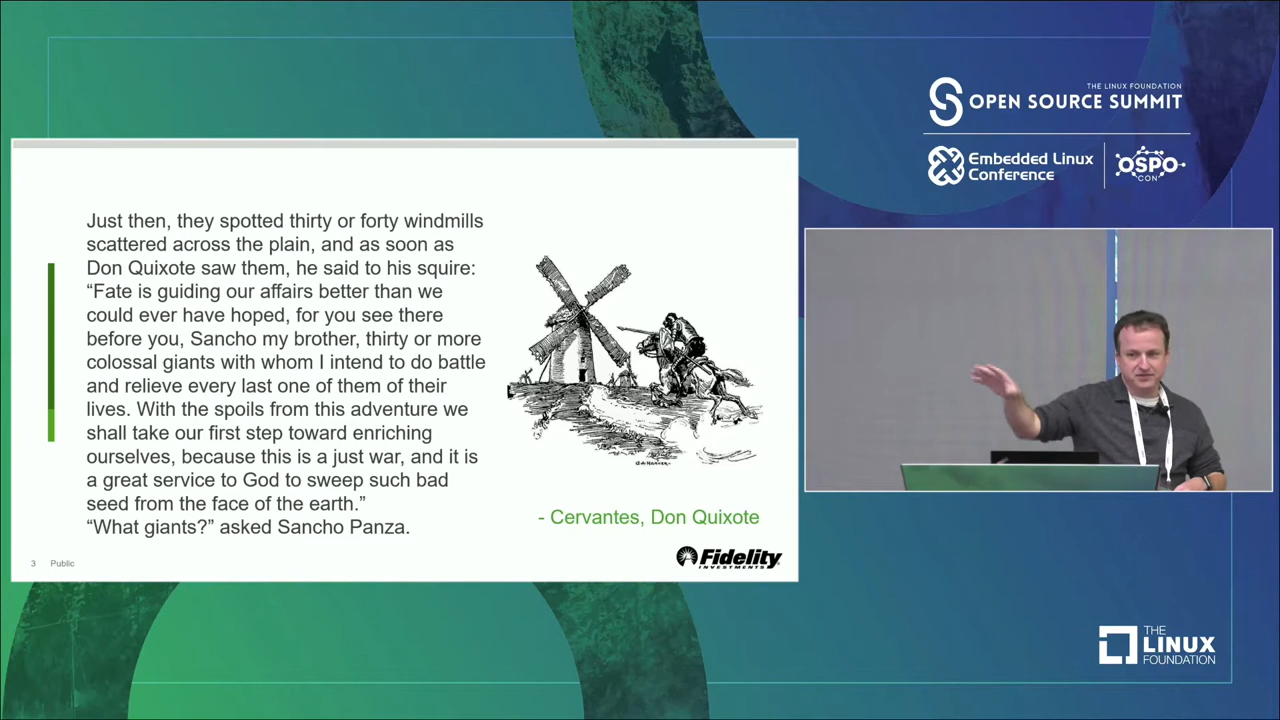 THE LINUX FOUNDATION
OPEN SOURCE SUMMIT
Embedded Linux
Conference
OSPO
CON
Just then, they spotted thirty or forty windmills
scattered across the plain, and as soon as
Don Quixote saw them, he said to his squire:
“Fate is guiding our affairs better than we
could ever have hoped, for you see there
before you, Sancho my brother, thirty or more
colossal giants with whom I intend to do battle
and relieve every last one of them of their
lives. With the spoils from this adventure we
shall take our first step toward enriching
ourselves, because this is a just war, and it is
a great service to God to sweep such bad
seed from the face of the earth.”
“What giants?” asked Sancho Panza.
- Cervantes, Don Quixote
3 Public
Fidelity
INVESTMENTS
THE
LINUX
FOUNDATION